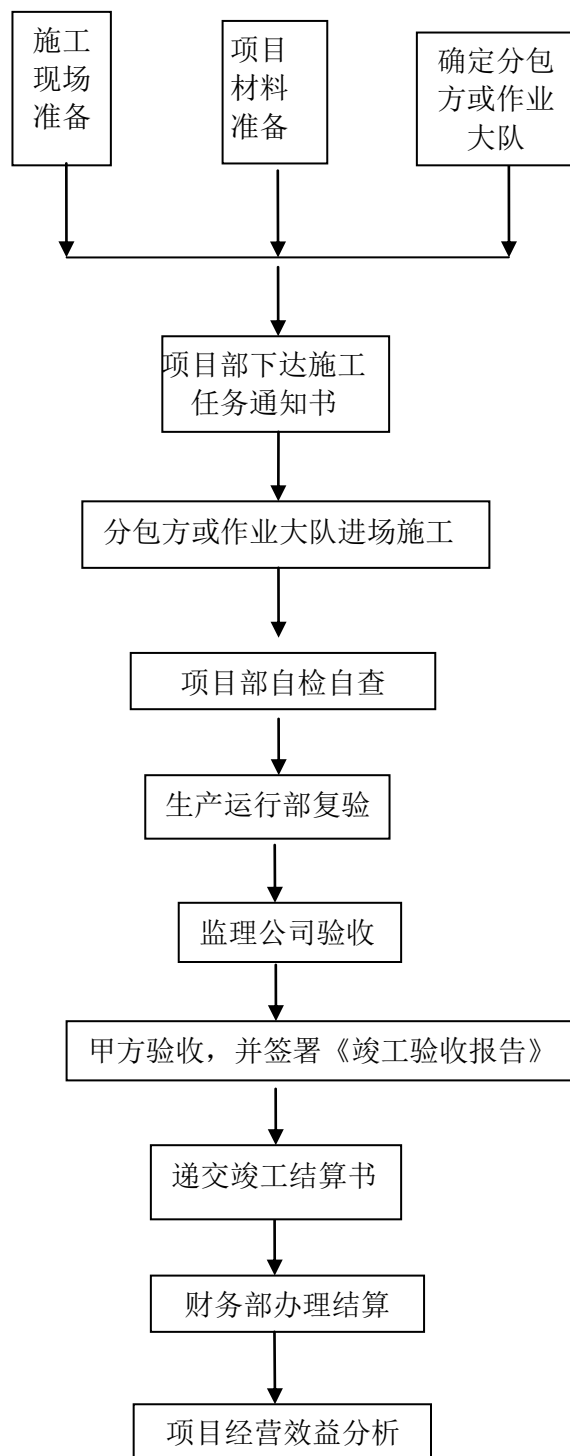 施工
现场
准备
项目
材料
准备
确定分包
方或作业
大队
项目部下达施工
任务通知书
分包方或作业大队进场施工
项目部自检自查
生产运行部复验
监理公司验收
甲方验收，并签署《竣工验收报告》
递交竣工结算书
财务部办理结算
项目经营效益分析